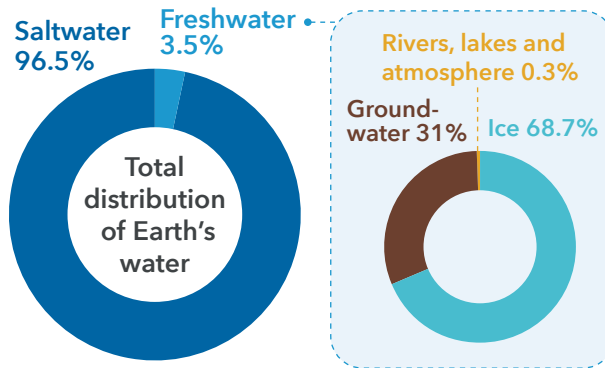 Saltwater
96.5%
Freshwater
3.5%
Total
distribution
of Earth's
water
Rivers, lakes and
atmosphere 0.3%
Ground-
water 31%
Ice 68.7%